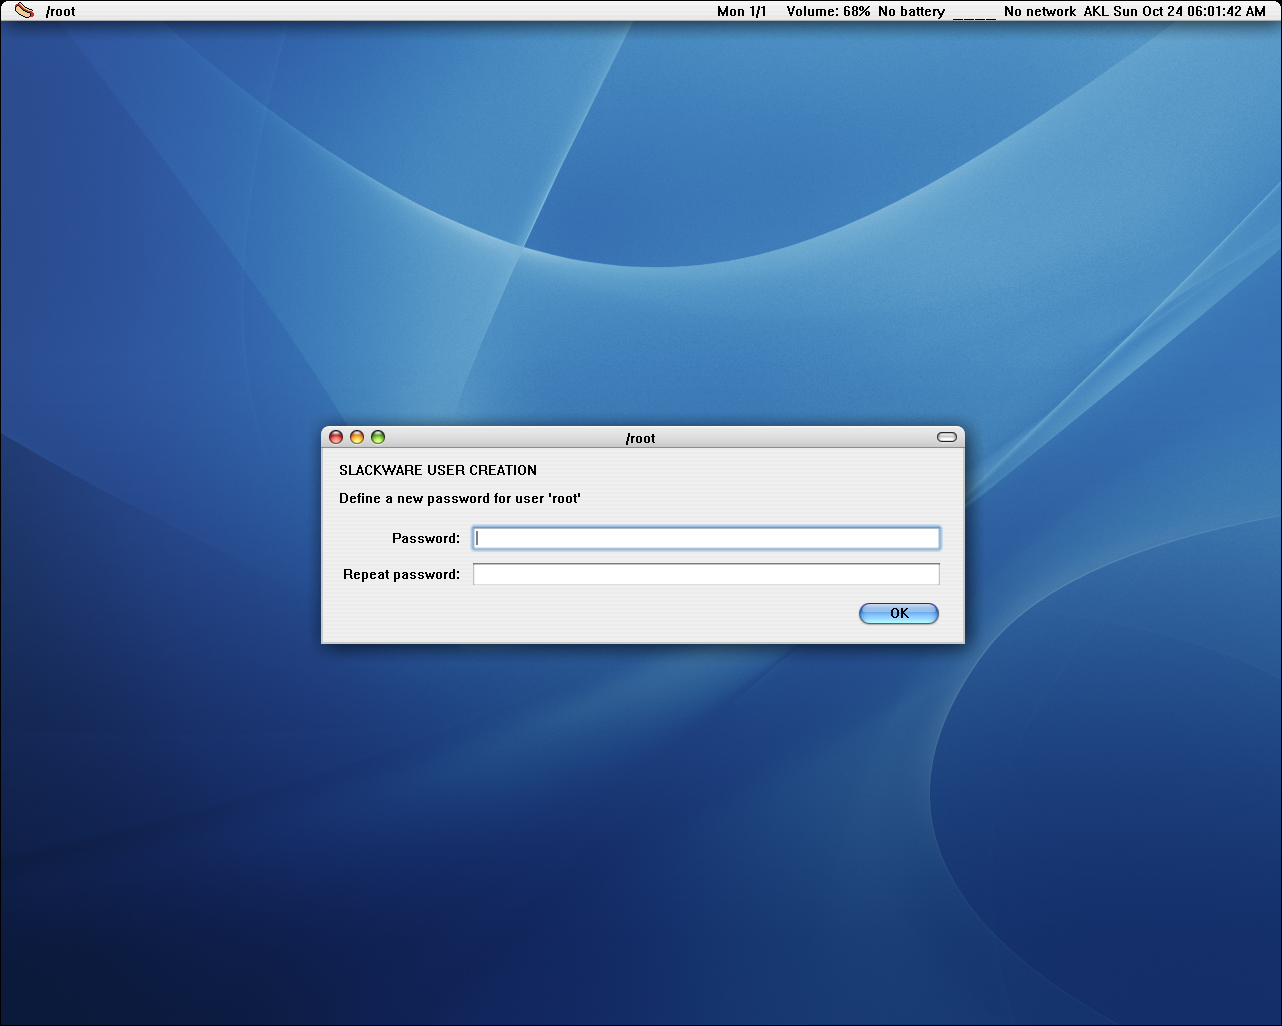 /root Mon 1/1 Volume: 68% No battery ____ No network AKL Sun Oct 24 06:01:42 AM
/root
SLACKWARE USER CREATION
Define a new password for user 'root'
Password:
Repeat password:
OK